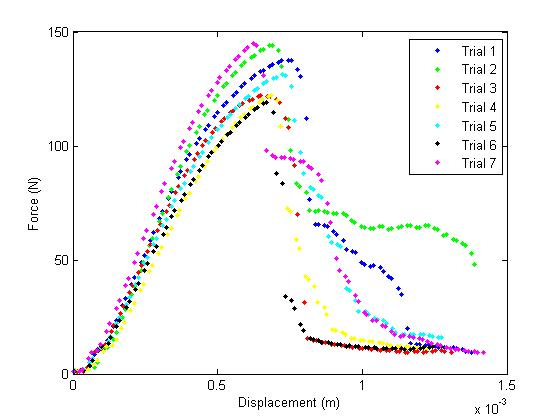 150
100
50
0
0
0.5
1
1.5
x 10⁻³
Force (N)
Displacement (m)
Trial 1
Trial 2
Trial 3
Trial 4
Trial 5
Trial 6
Trial 7